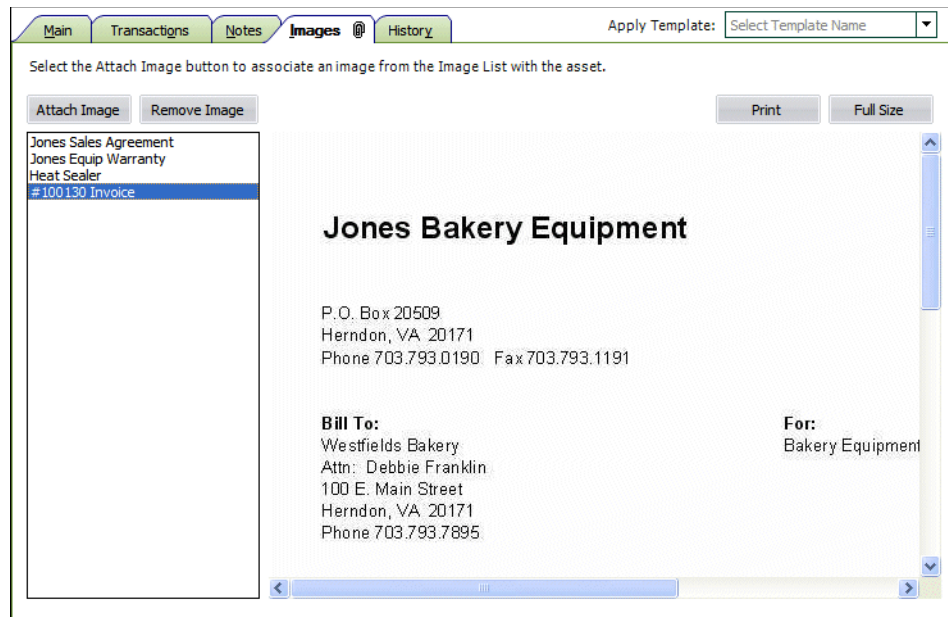 Main Transactions Notes Images History Apply Template: Select Template Name
Select the Attach Image button to associate an image from the Image List with the asset.
Attach Image Remove Image Print Full Size
Jones Sales Agreement
Jones Equip Warranty
Heat Sealer
#100130 Invoice
Jones Bakery Equipment
P.O. Box 20509
Herndon, VA 20171
Phone 703.793.0190 Fax 703.793.1191
Bill To: For:
Westfields Bakery Bakery Equipment
Attn: Debbie Franklin
100 E. Main Street
Herndon, VA 20171
Phone 703.793.7895